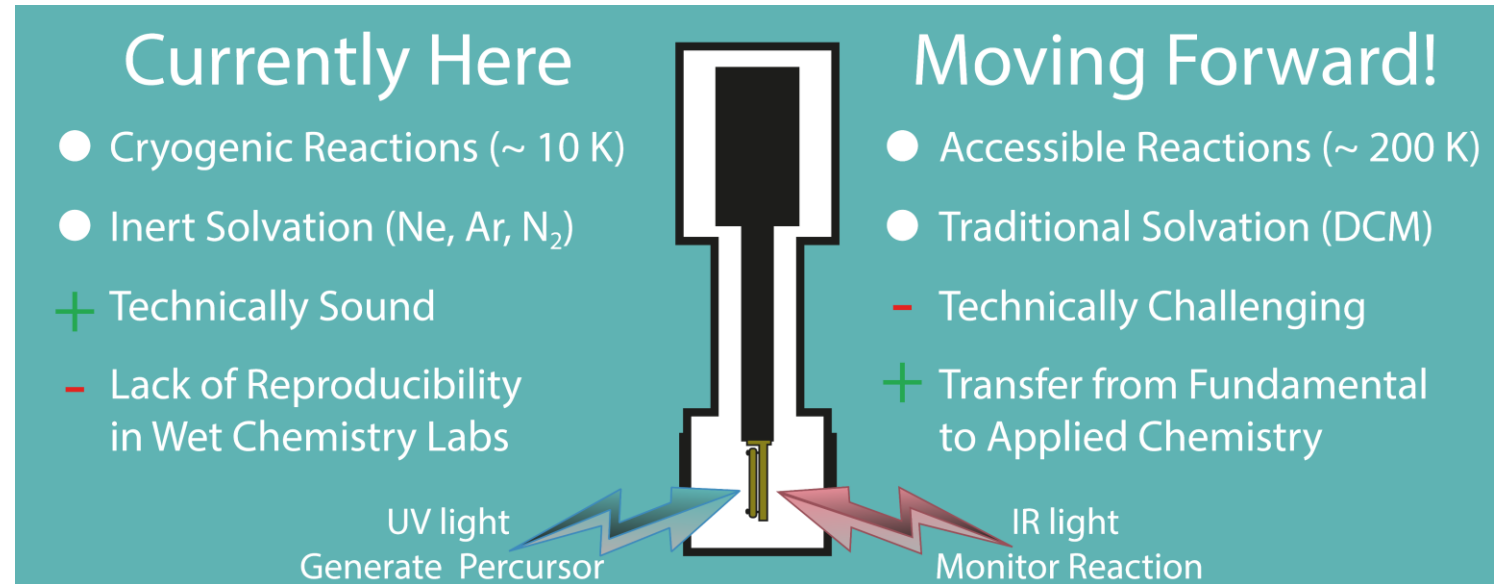 Currently Here
Cryogenic Reactions (~ 10 K)
Inert Solvation (Ne, Ar, N₂)
+ Technically Sound
- Lack of Reproducibility
in Wet Chemistry Labs
UV light
Generate Percursor
Moving Forward!
Accessible Reactions (~ 200 K)
Traditional Solvation (DCM)
- Technically Challenging
+ Transfer from Fundamental
to Applied Chemistry
IR light
Monitor Reaction